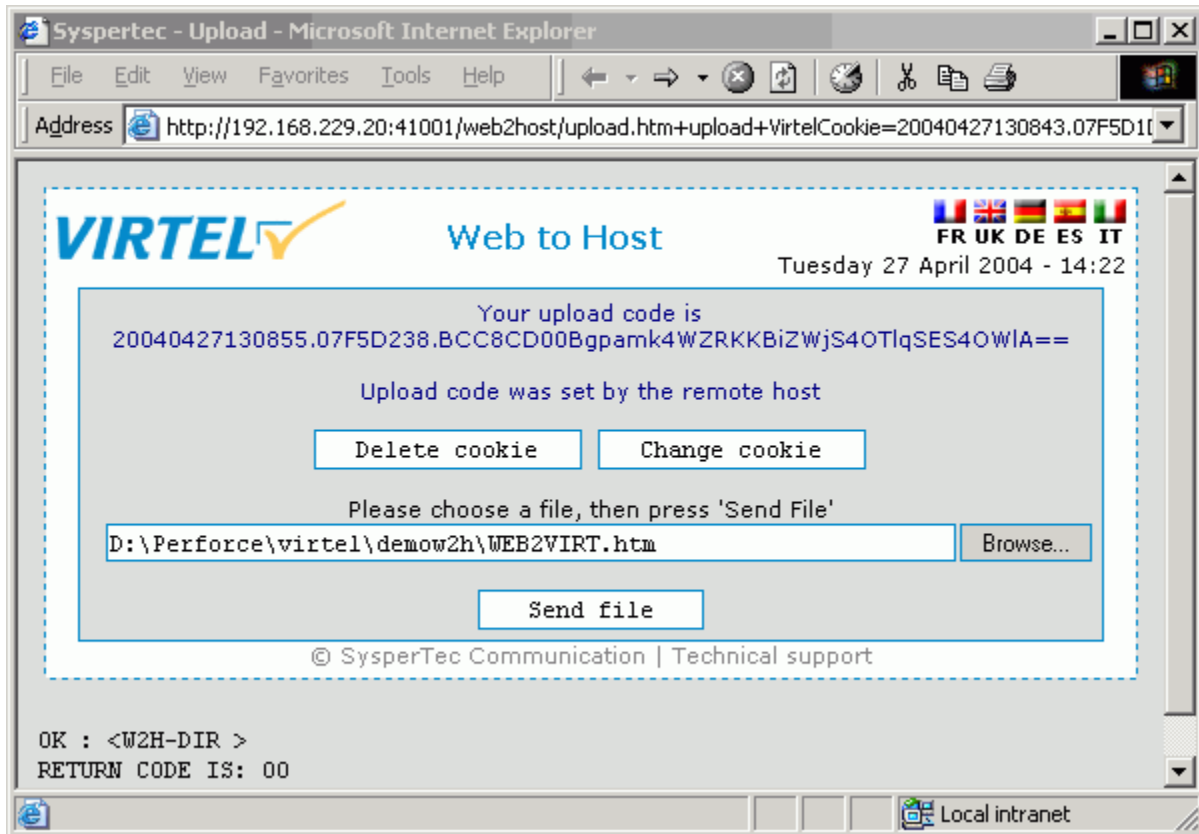 Syspertec - Upload - Microsoft Internet Explorer
File Edit View Favorites Tools Help
Address http://192.168.229.20:41001/web2host/upload.htm+upload+VirtelCookie=20040427130843.07F5D1
VIRTEL Web to Host
FR UK DE ES IT
Tuesday 27 April 2004 - 14:22
Your upload code is
20040427130855.07F5D238.BCC8CD00Bgpamk4WZRKKBiZWjS4OTlqSES4OWlA==
Upload code was set by the remote host
Delete cookie Change cookie
Please choose a file, then press 'Send File'
D:\Perforce\virtel\demow2h\WEB2VIRT.htm Browse...
Send file
© SysperTec Communication | Technical support
OK : <W2H-DIR >
RETURN CODE IS: 00
Local intranet